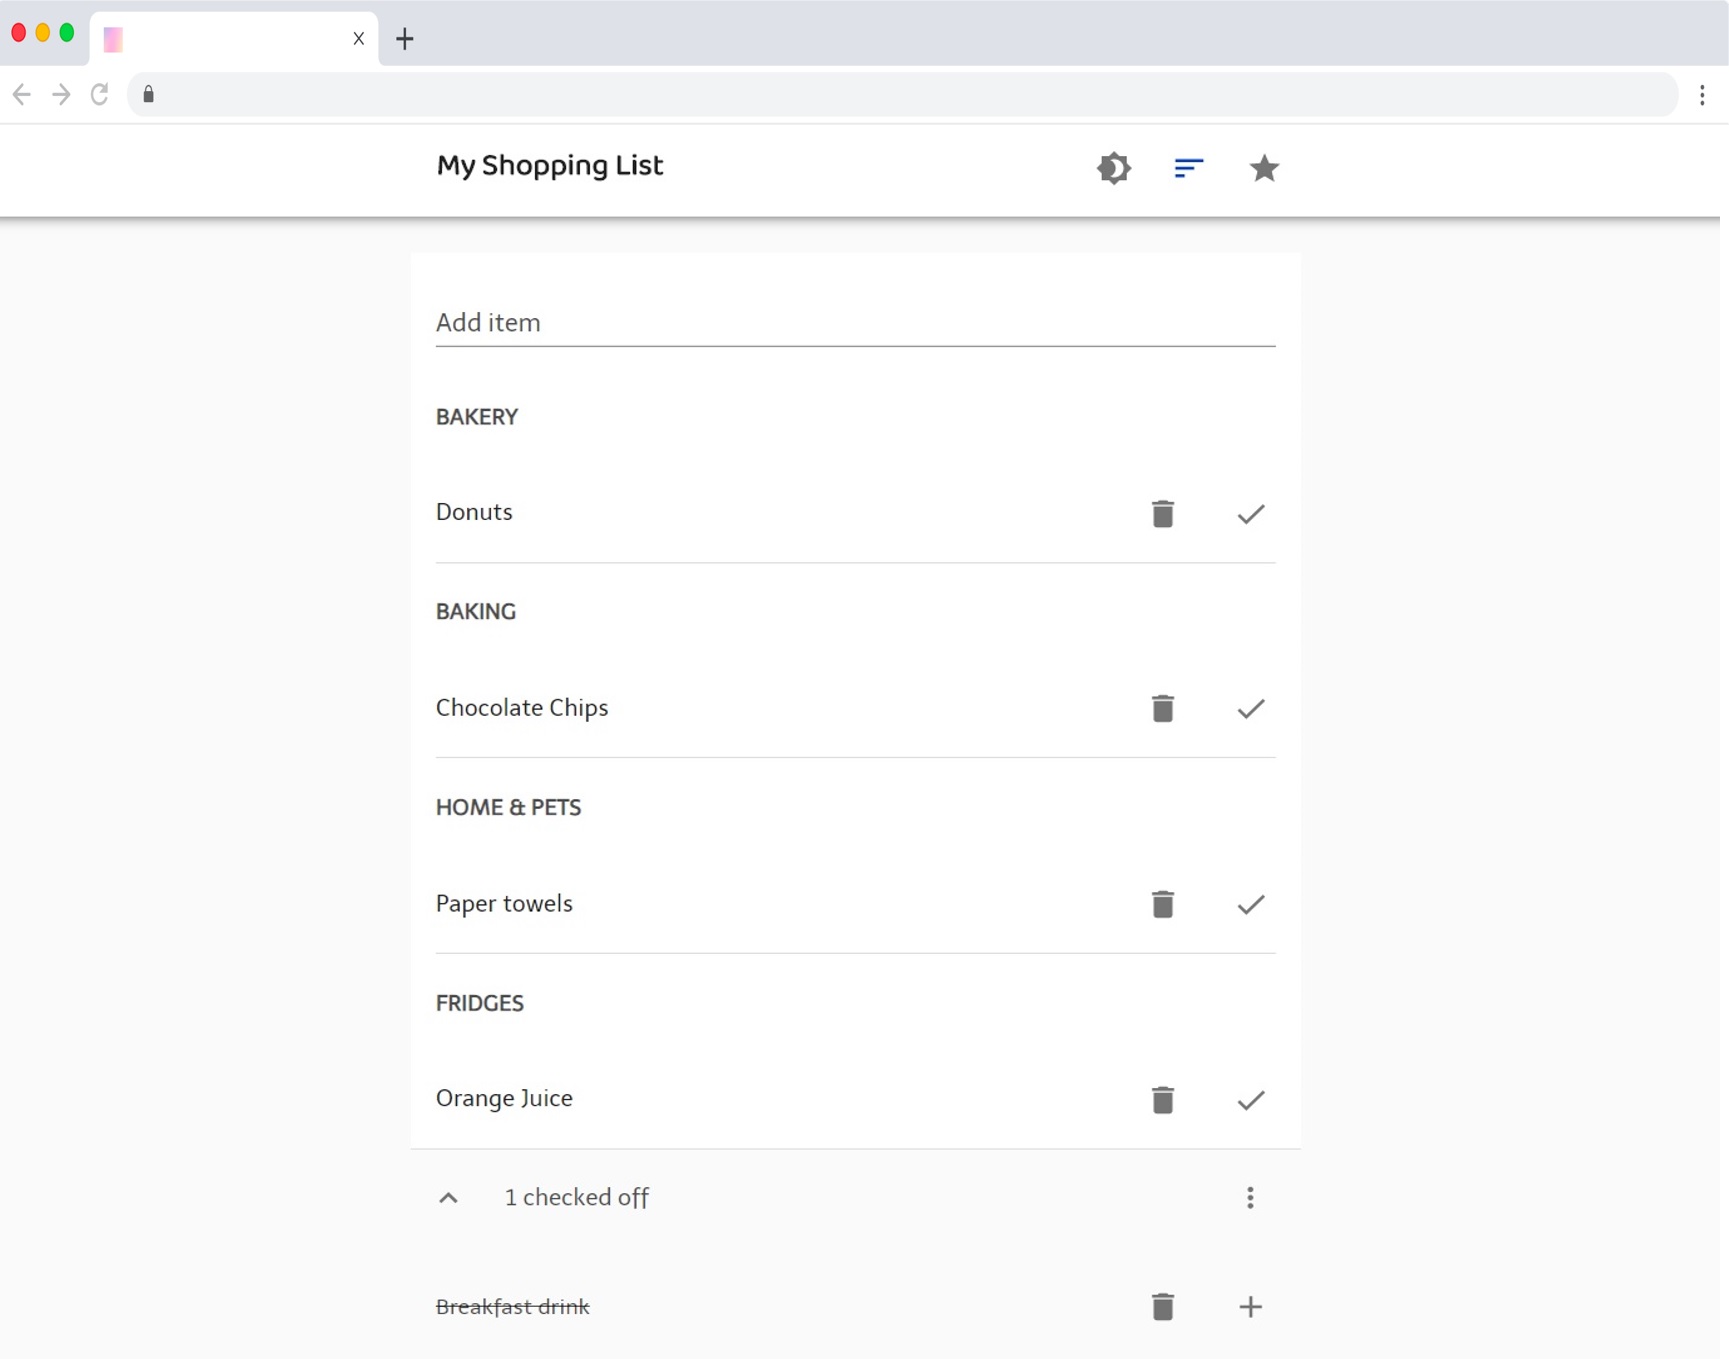 My Shopping List
Add item
BAKERY
Donuts
BAKING
Chocolate Chips
HOME & PETS
Paper towels
FRIDGES
Orange Juice
1 checked off
Breakfast drink